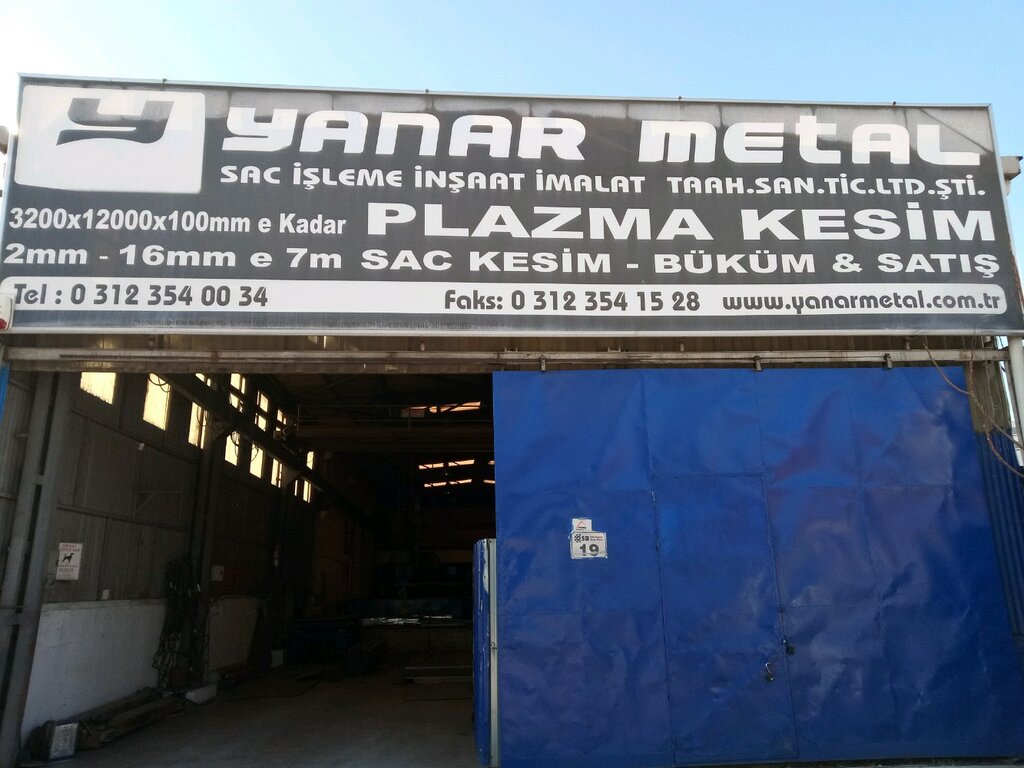 YANAR METAL
SAC İŞLEME İNŞAAT İMALAT TAAH.SAN.TİC.LTD.ŞTİ.
3200x12000x100mm e Kadar PLAZMA KESİM
2mm - 16mm e 7m SAC KESİM - BÜKÜM & SATIŞ
Tel : 0 312 354 00 34 Faks: 0 312 354 15 28 www.yanarmetal.com.tr
OSB
19